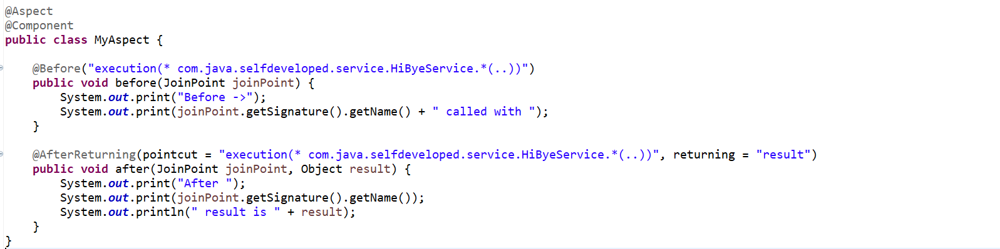 @Aspect
@Component
public class MyAspect {
@Before("execution(* com.java.selfdeveloped.service.HiByeService.*(..))")
public void before(JoinPoint joinPoint) {
System.out.print("Before ->");
System.out.print(joinPoint.getSignature().getName() + " called with ");
}
@AfterReturning(pointcut = "execution(* com.java.selfdeveloped.service.HiByeService.*(..))", returning = "result")
public void after(JoinPoint joinPoint, Object result) {
System.out.print("After ");
System.out.print(joinPoint.getSignature().getName());
System.out.println(" result is " + result);
}
}